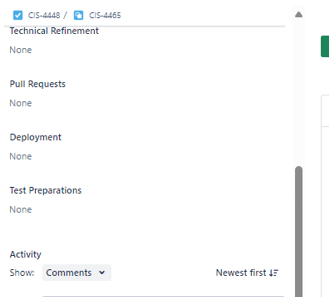 CIS-4448 / CIS-4465
Technical Refinement
None
Pull Requests
None
Deployment
None
Test Preparations
None
Activity
Show: Comments Newest first